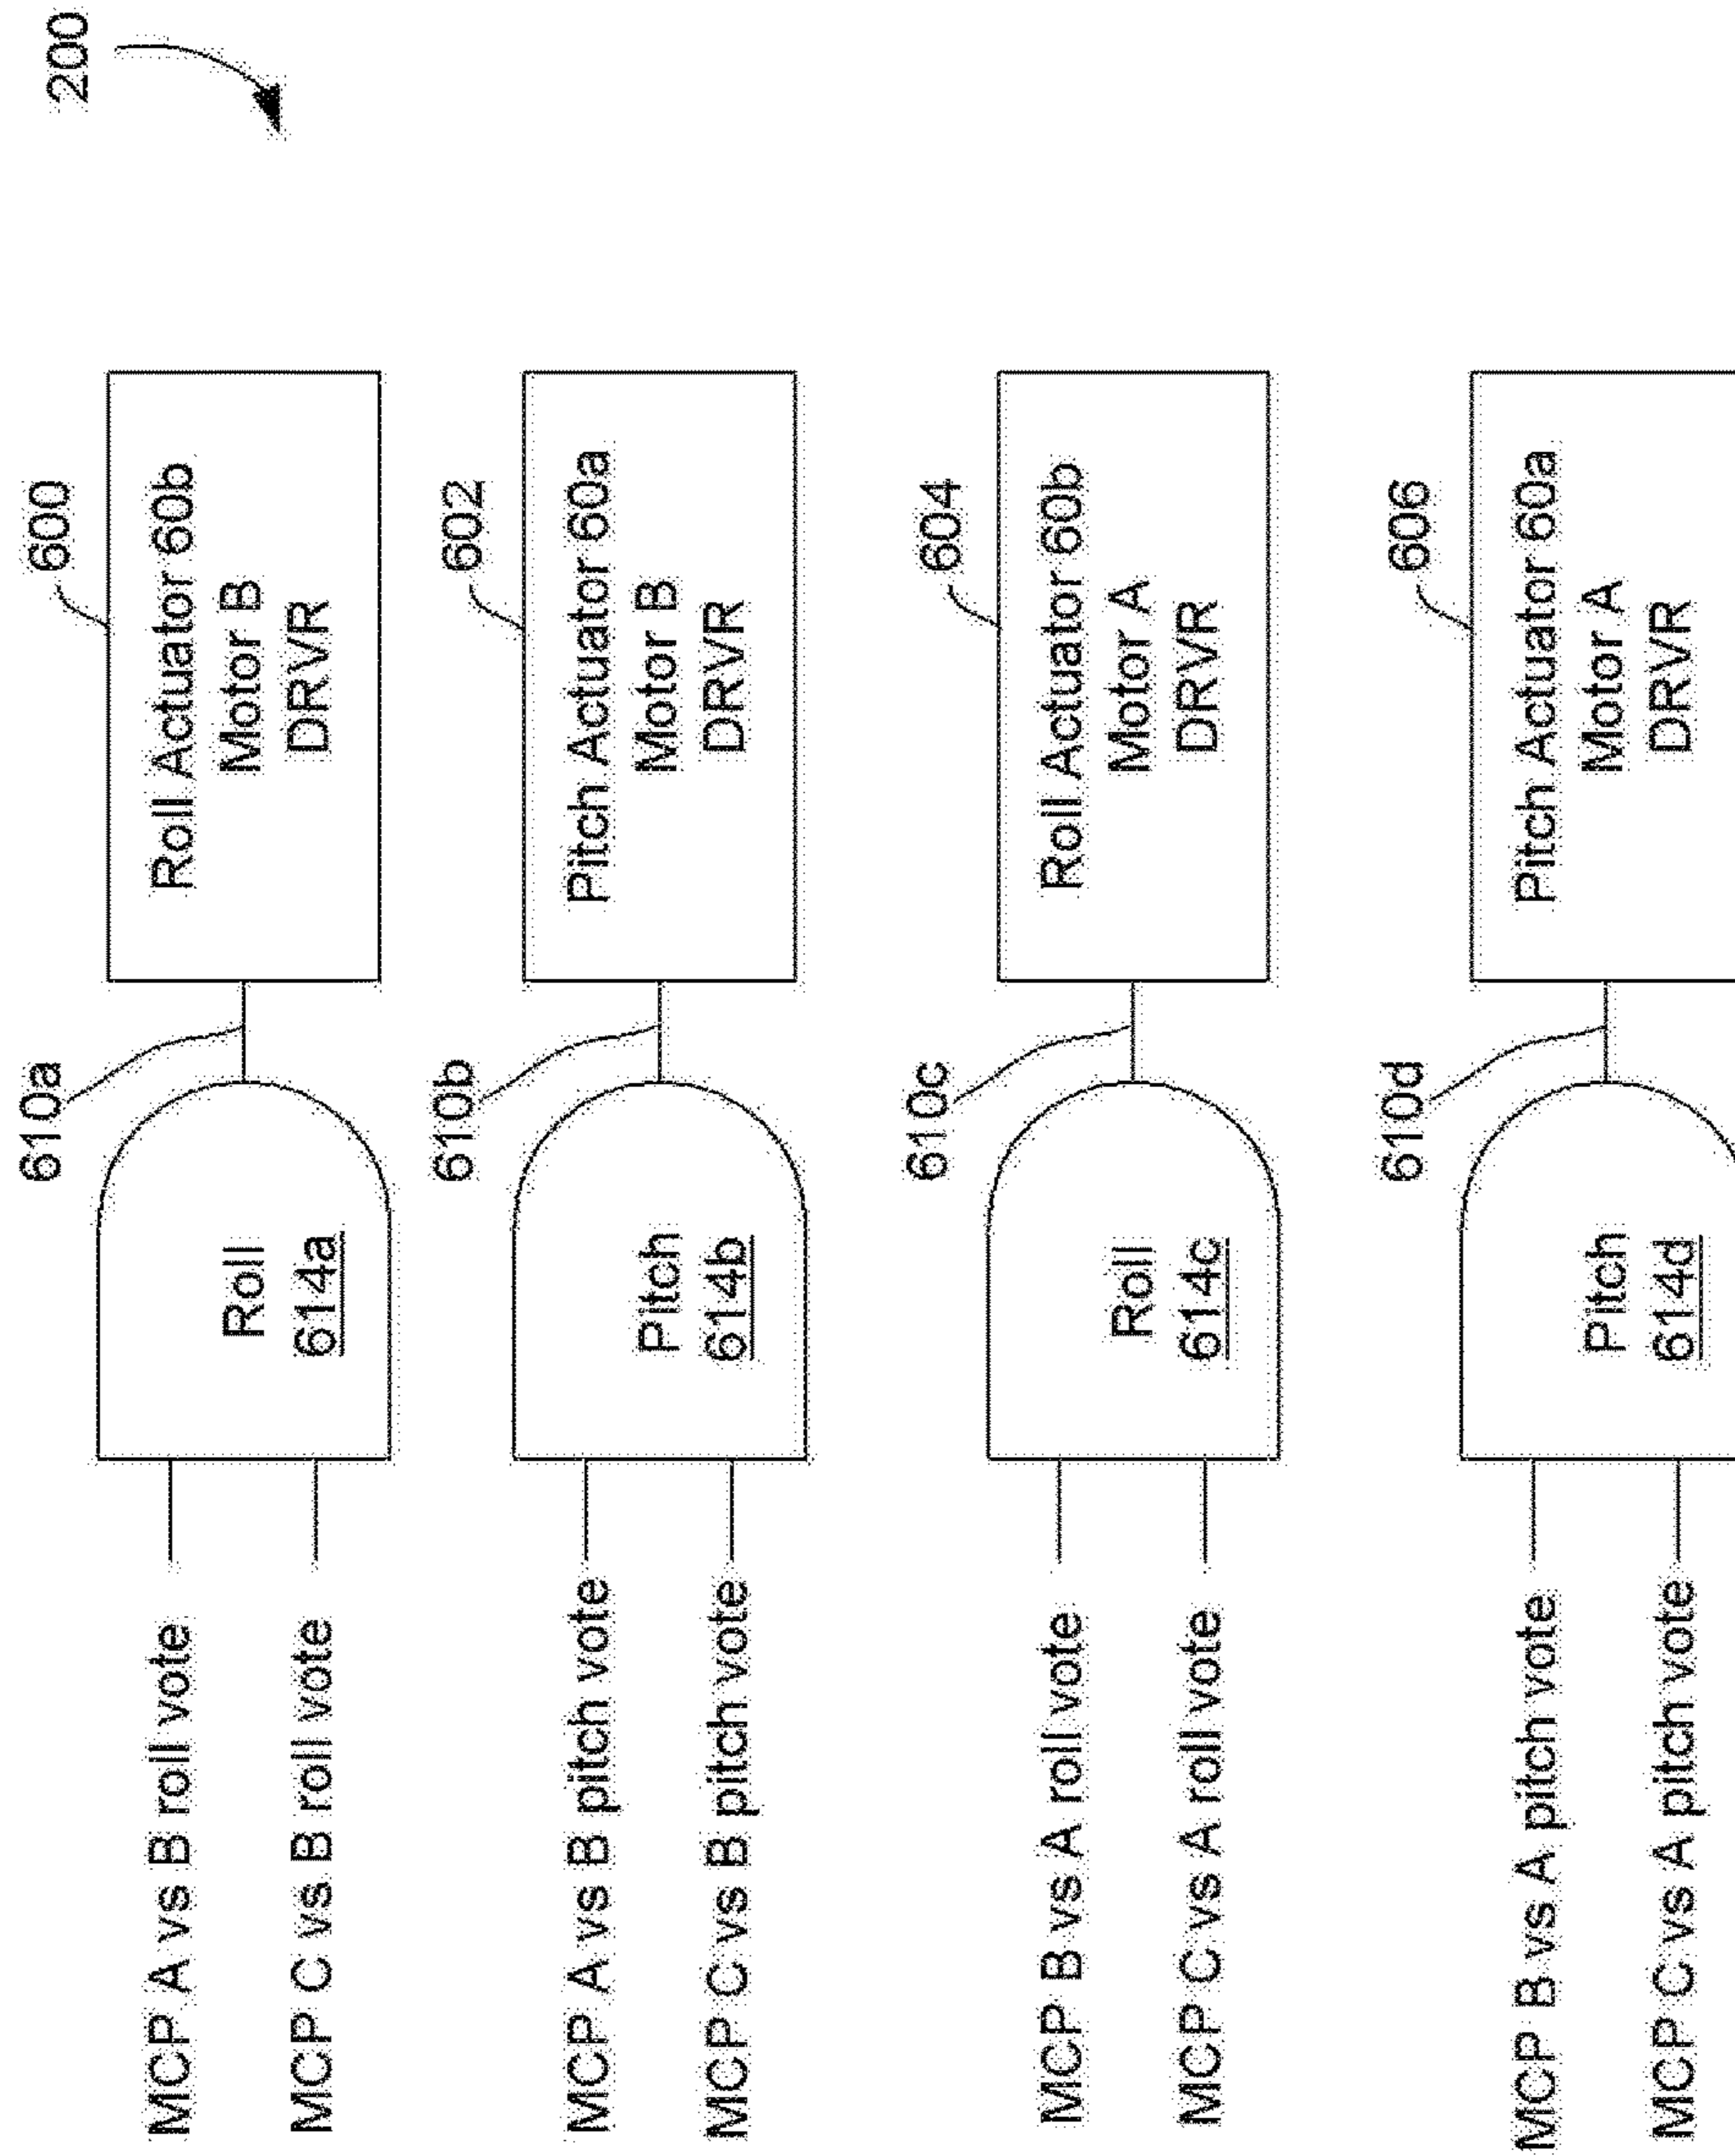 200
600
Roll Actuator 60b
Motor B
DRVR
610a
Roll
614a
MCP A vs B roll vote
MCP C vs B roll vote
602
Pitch Actuator 60a
Motor B
DRVR
610b
Pitch
614b
MCP A vs B pitch vote
MCP C vs B pitch vote
604
Roll Actuator 60b
Motor A
DRVR
610c
Roll
614c
MCP B vs A roll vote
MCP C vs A roll vote
606
Pitch Actuator 60a
Motor A
DRVR
610d
Pitch
614d
MCP B vs A pitch vote
MCP C vs A pitch vote